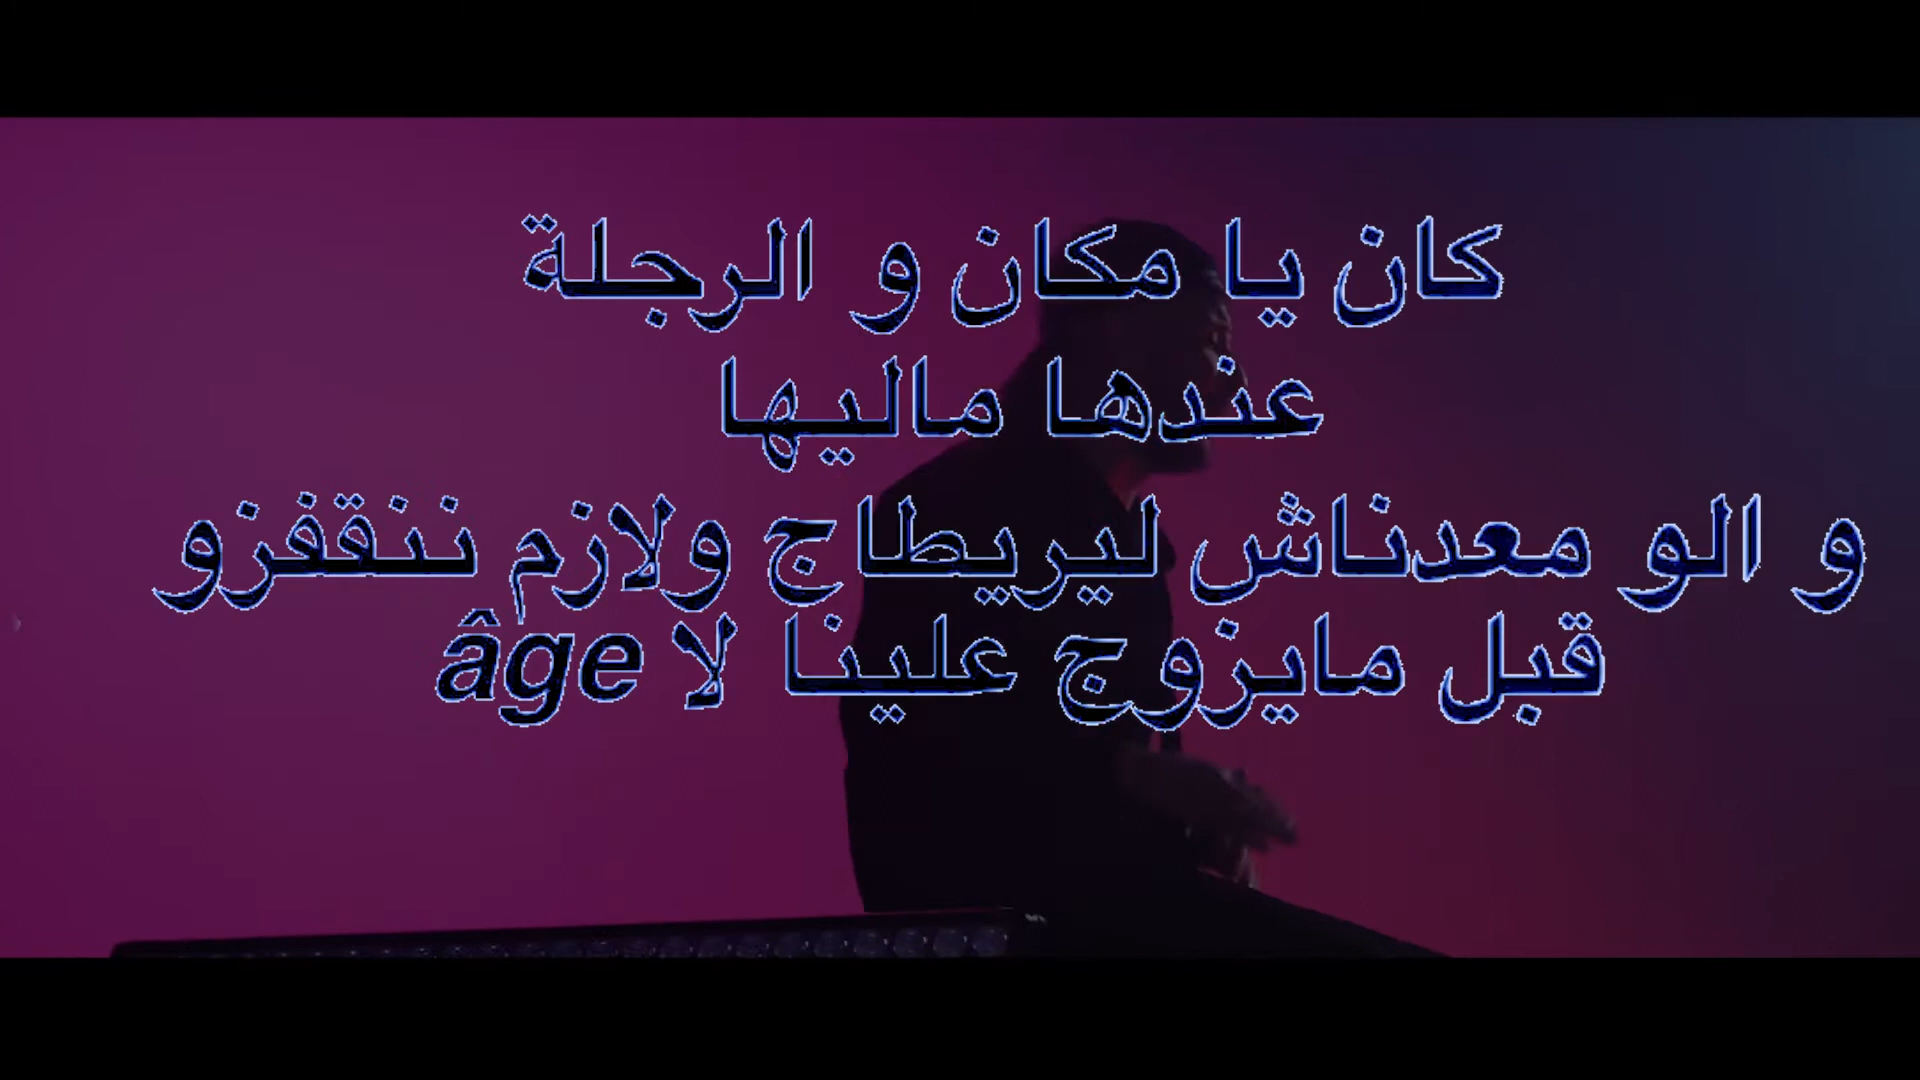 كان يا مكان و الرجلة
عندها ماليها
و الو معدناش ليريطاج ولازم ننقفزو
قبل مايزوج علينا لا âge